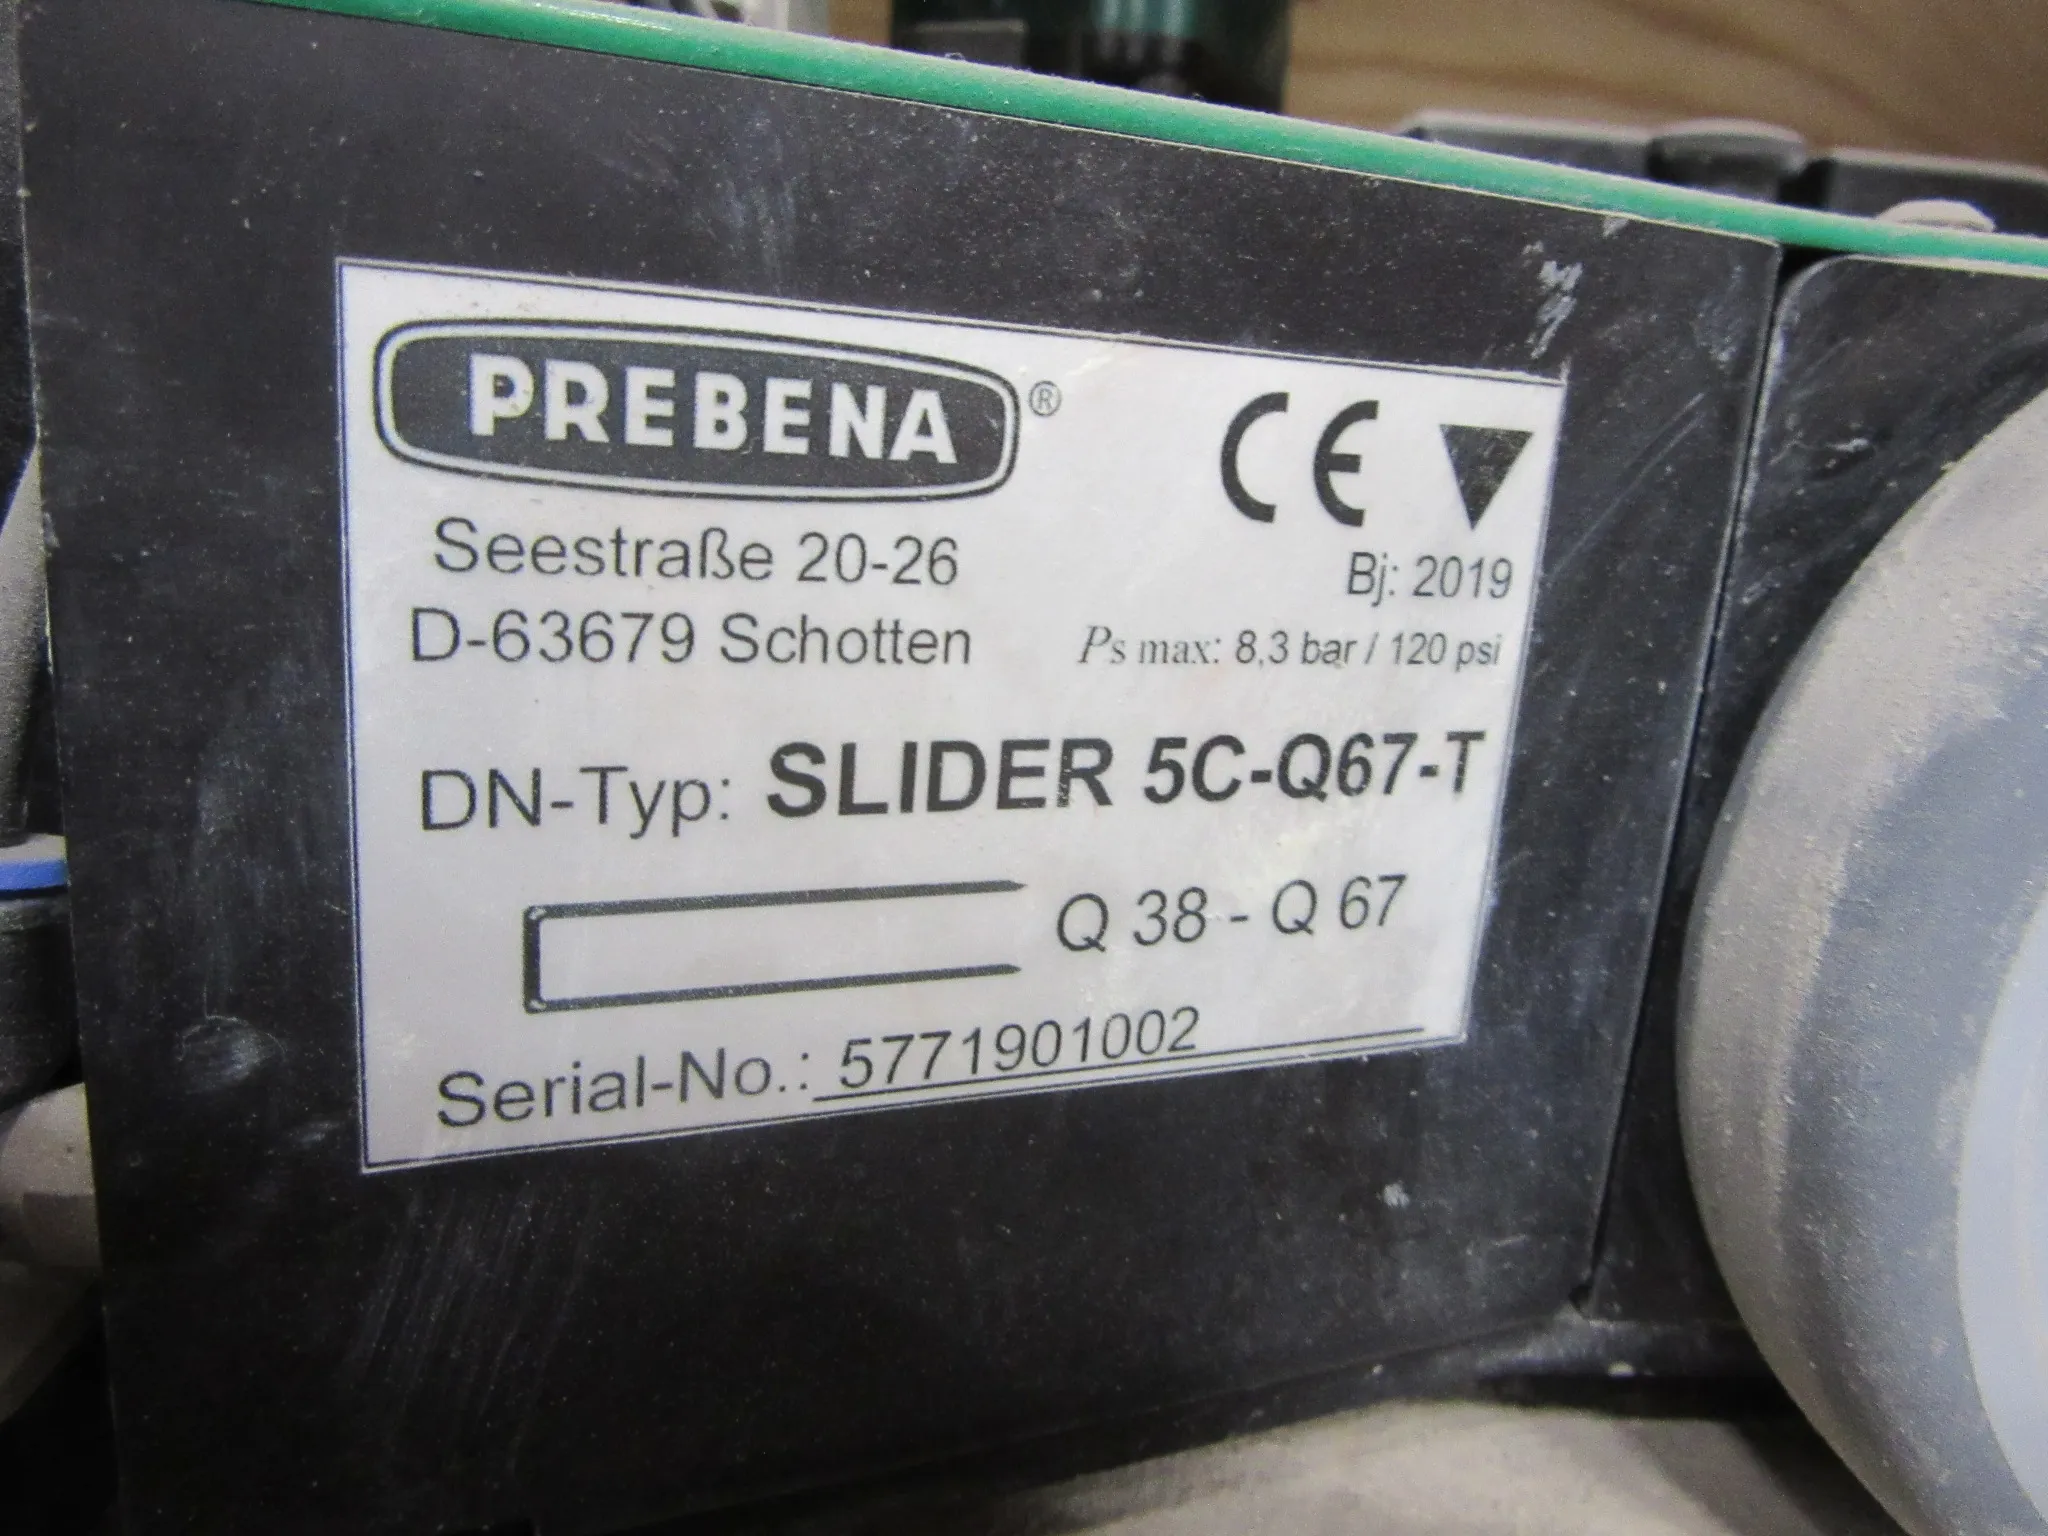 PREBENA®
CE
Seestraße 20-26
Bj: 2019
D-63679 Schotten
Ps max: 8,3 bar / 120 psi
DN-Typ: SLIDER 5C-Q67-T
Q 38 - Q 67
Serial-No.: 5771901002